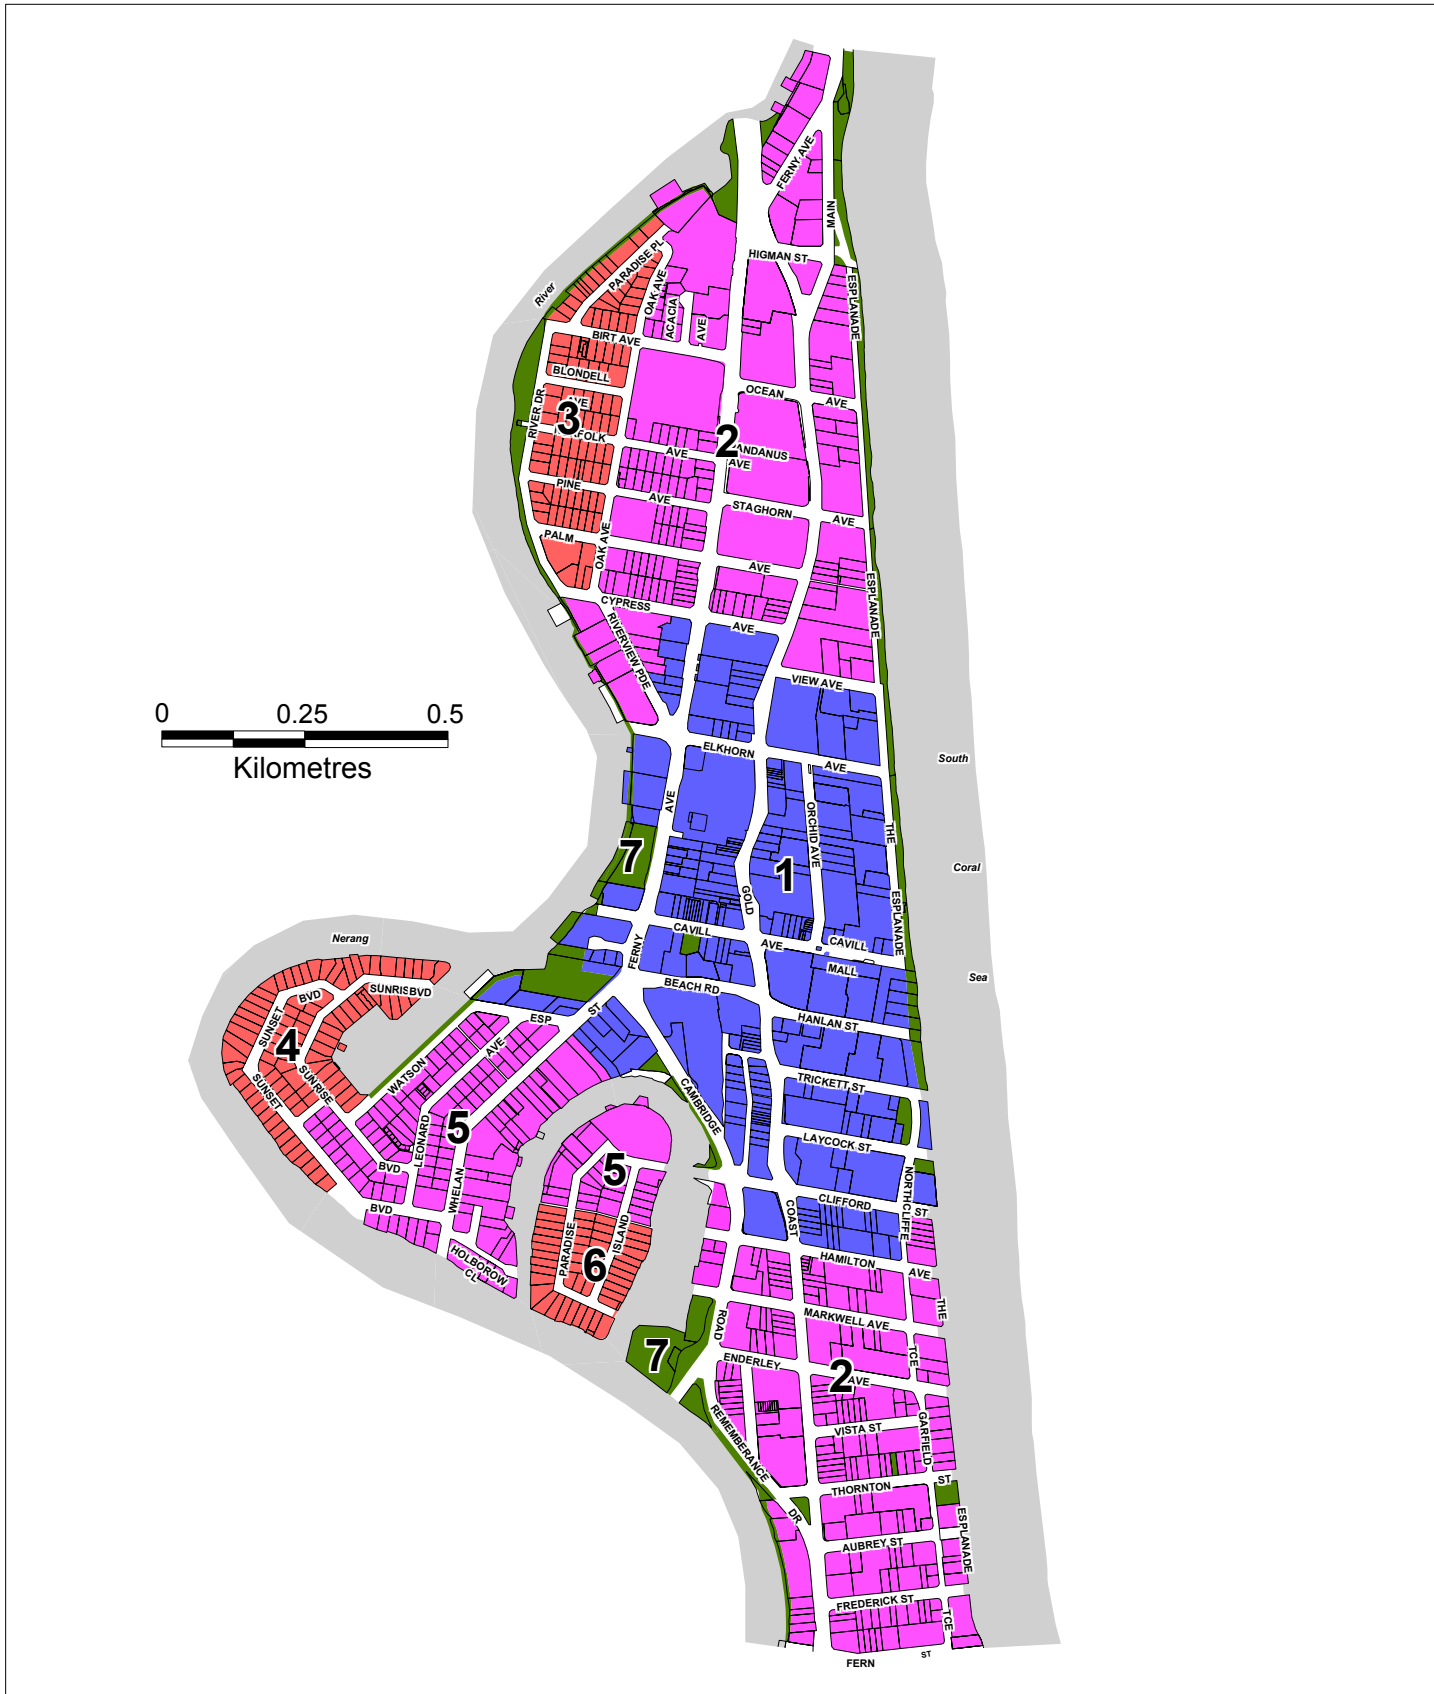 FERNY AVE
MAIN
HIGMAN ST
PARADISE PL
OAK AVE
ACACIA
AVE
ESPLANADE
River
BIRT AVE
BLONDELL
AVE
OCEAN
AVE
RIVER DR
3
2
FOLK
AVE
ANDANUS
AVE
PINE
AVE
STAGHORN
AVE
PALM
OAK AVE
AVE
ESPLANADE
CYPRESS
AVE
RIVERVIEW PDE
VIEW AVE
0 0.25 0.5
Kilometres
ELKHORN
AVE
South
AVE
ORCHID AVE
THE
7
1
Coral
GOLD
ESPLANADE
CAVILL
AVE
CAVILL
MALL
Nerang
FERNY
Sea
BEACH RD
SUNRISE BVD
BVD
SUNSET
ESP
ST
HANLAN ST
4
AVE
WATSON
SUNRISE
SUNSET
TRICKETT ST
CAMBRIDGE
5
LEONARD
LAYCOCK ST
BVD
5
WHELAN
NORTHCLIFFE
CLIFFORD
ST
BVD
COAST
PARADISE
ISLAND
6
HOLBOROW
CL
HAMILTON
AVE
THE
ROAD
MARKWELL AVE
7
ENDERLEY
2
AVE
TCE
REMEMBERANCE
VISTA ST
GARFIELD
THORNTON
ST
DR
AUBREY ST
ESPLANADE
FREDERICK ST
TCE
FERN
ST